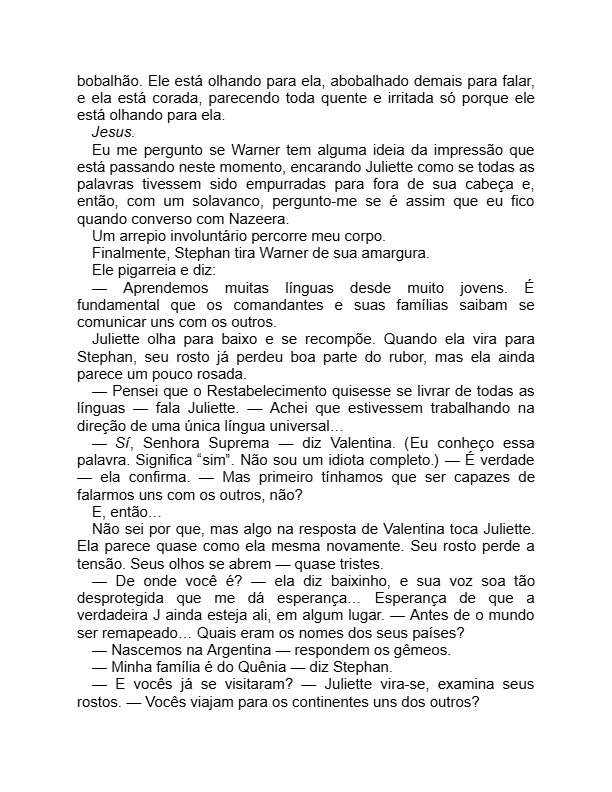 bobalhão. Ele está olhando para ela, abobalhado demais para falar,
e ela está corada, parecendo toda quente e irritada só porque ele
está olhando para ela.
Jesus.
Eu me pergunto se Warner tem alguma ideia da impressão que
está passando neste momento, encarando Juliette como se todas as
palavras tivessem sido empurradas para fora de sua cabeça e,
então, com um solavanco, pergunto-me se é assim que eu fico
quando converso com Nazeera.
Um arrepio involuntário percorre meu corpo.
Finalmente, Stephan tira Warner de sua amargura.
Ele pigarreia e diz:
— Aprendemos muitas línguas desde muito jovens. É
fundamental que os comandantes e suas famílias saibam se
comunicar uns com os outros.
Juliette olha para baixo e se recompõe. Quando ela vira para
Stephan, seu rosto já perdeu boa parte do rubor, mas ela ainda
parece um pouco rosada.
— Pensei que o Restabelecimento quisesse se livrar de todas as
línguas — fala Juliette. — Achei que estivessem trabalhando na
direção de uma única língua universal…
— Sí, Senhora Suprema — diz Valentina. (Eu conheço essa
palavra. Significa “sim”. Não sou um idiota completo.) — É verdade
— ela confirma. — Mas primeiro tínhamos que ser capazes de
falarmos uns com os outros, não?
E, então…
Não sei por que, mas algo na resposta de Valentina toca Juliette.
Ela parece quase como ela mesma novamente. Seu rosto perde a
tensão. Seus olhos se abrem — quase tristes.
— De onde você é? — ela diz baixinho, e sua voz soa tão
desprotegida que me dá esperança… Esperança de que a
verdadeira J ainda esteja ali, em algum lugar. — Antes de o mundo
ser remapeado… Quais eram os nomes dos seus países?
— Nascemos na Argentina — respondem os gêmeos.
— Minha família é do Quênia — diz Stephan.
— E vocês já se visitaram? — Juliette vira-se, examina seus
rostos. — Vocês viajam para os continentes uns dos outros?